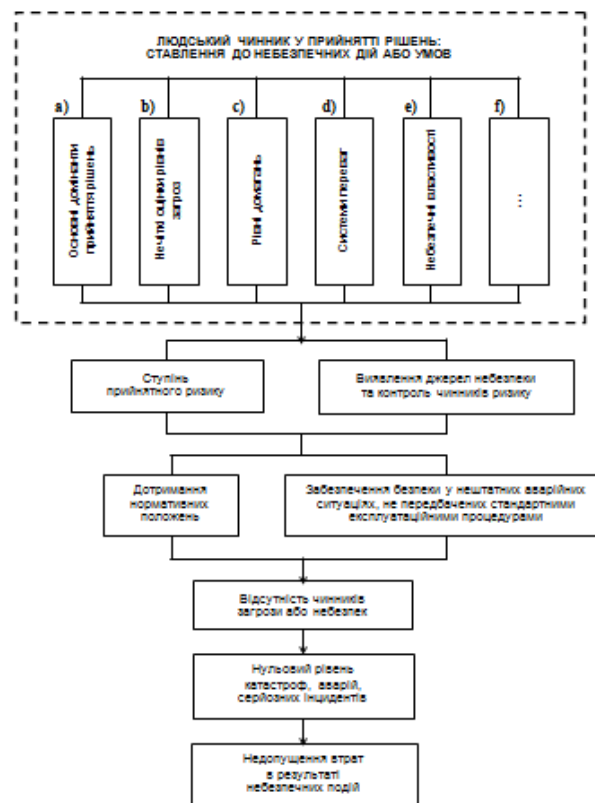 ЛЮДСЬКИЙ ЧИННИК У ПРИЙНЯТТІ РІШЕНЬ:
СТАВЛЕННЯ ДО НЕБЕЗПЕЧНИХ ДІЙ АБО УМОВ
a)
b)
c)
d)
e)
f)
Основні домінанти
прийняття рішень
Нечіткі оцінки рівнів
загроз
Рівні домагань
Системи переваг
Небезпечні властивості
...
Ступінь
прийнятного ризику
Виявлення джерел небезпеки
та контроль чинників ризику
Дотримання
нормативних
положень
Забезпечення безпеки у нештатних аварійних
ситуаціях, не передбачених стандартними
експлуатаційними процедурами
Відсутність чинників
загрози або небезпек
Нульовий рівень
катастроф, аварій,
серйозних інцидентів
Недопущення втрат
в результаті
небезпечних подій